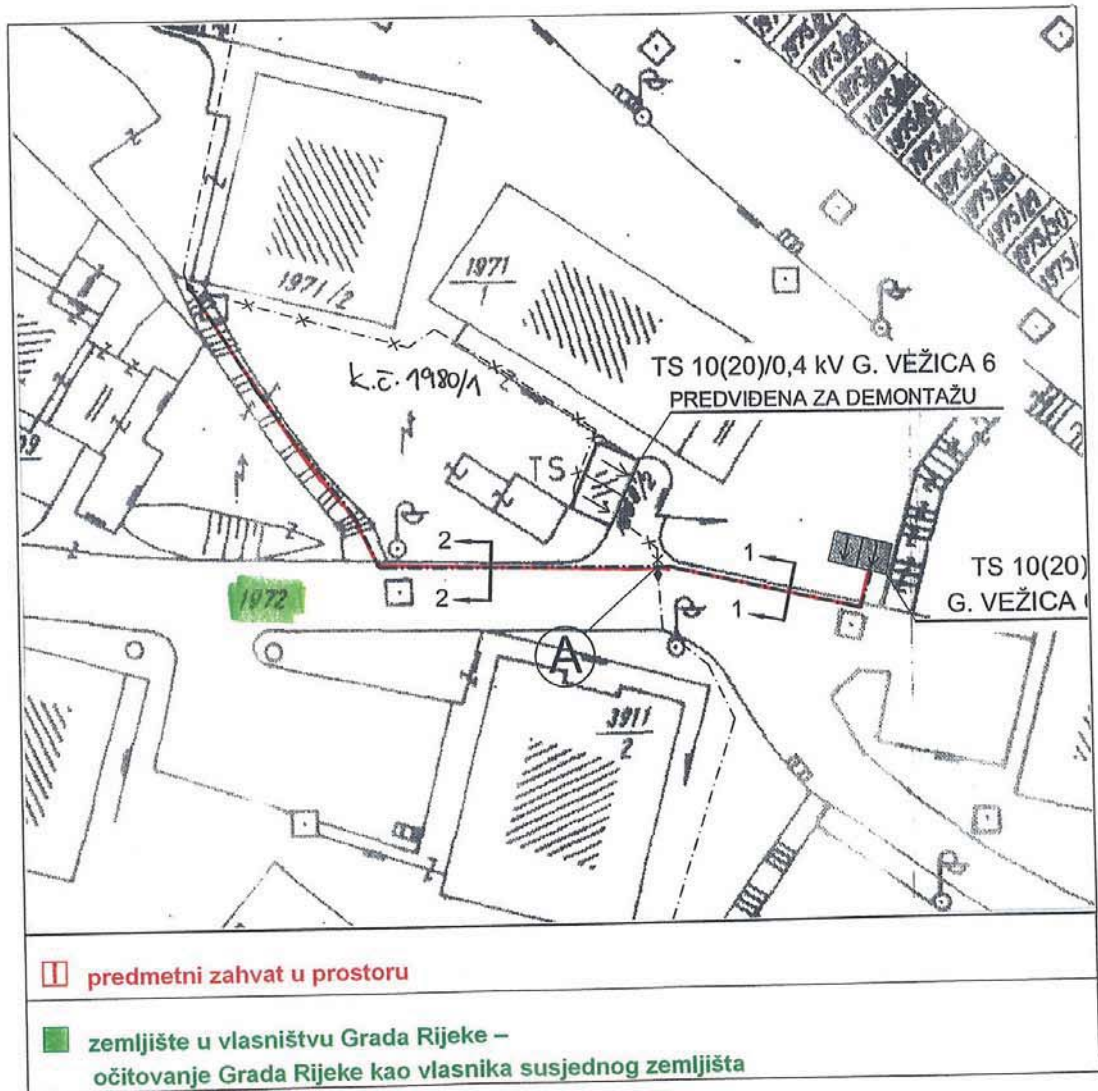 1975/30
1971/2
1971
1
k.č. 1980/1
TS 10(20)/0,4 kV G. VEŽICA 6
PREDVIĐENA ZA DEMONTAŽU
TS
2
2
1
1
TS 10(20)
G. VEŽICA
1972
A
3911
2
predmetni zahvat u prostoru
zemljište u vlasništvu Grada Rijeke –
očitovanje Grada Rijeke kao vlasnika susjednog zemljišta